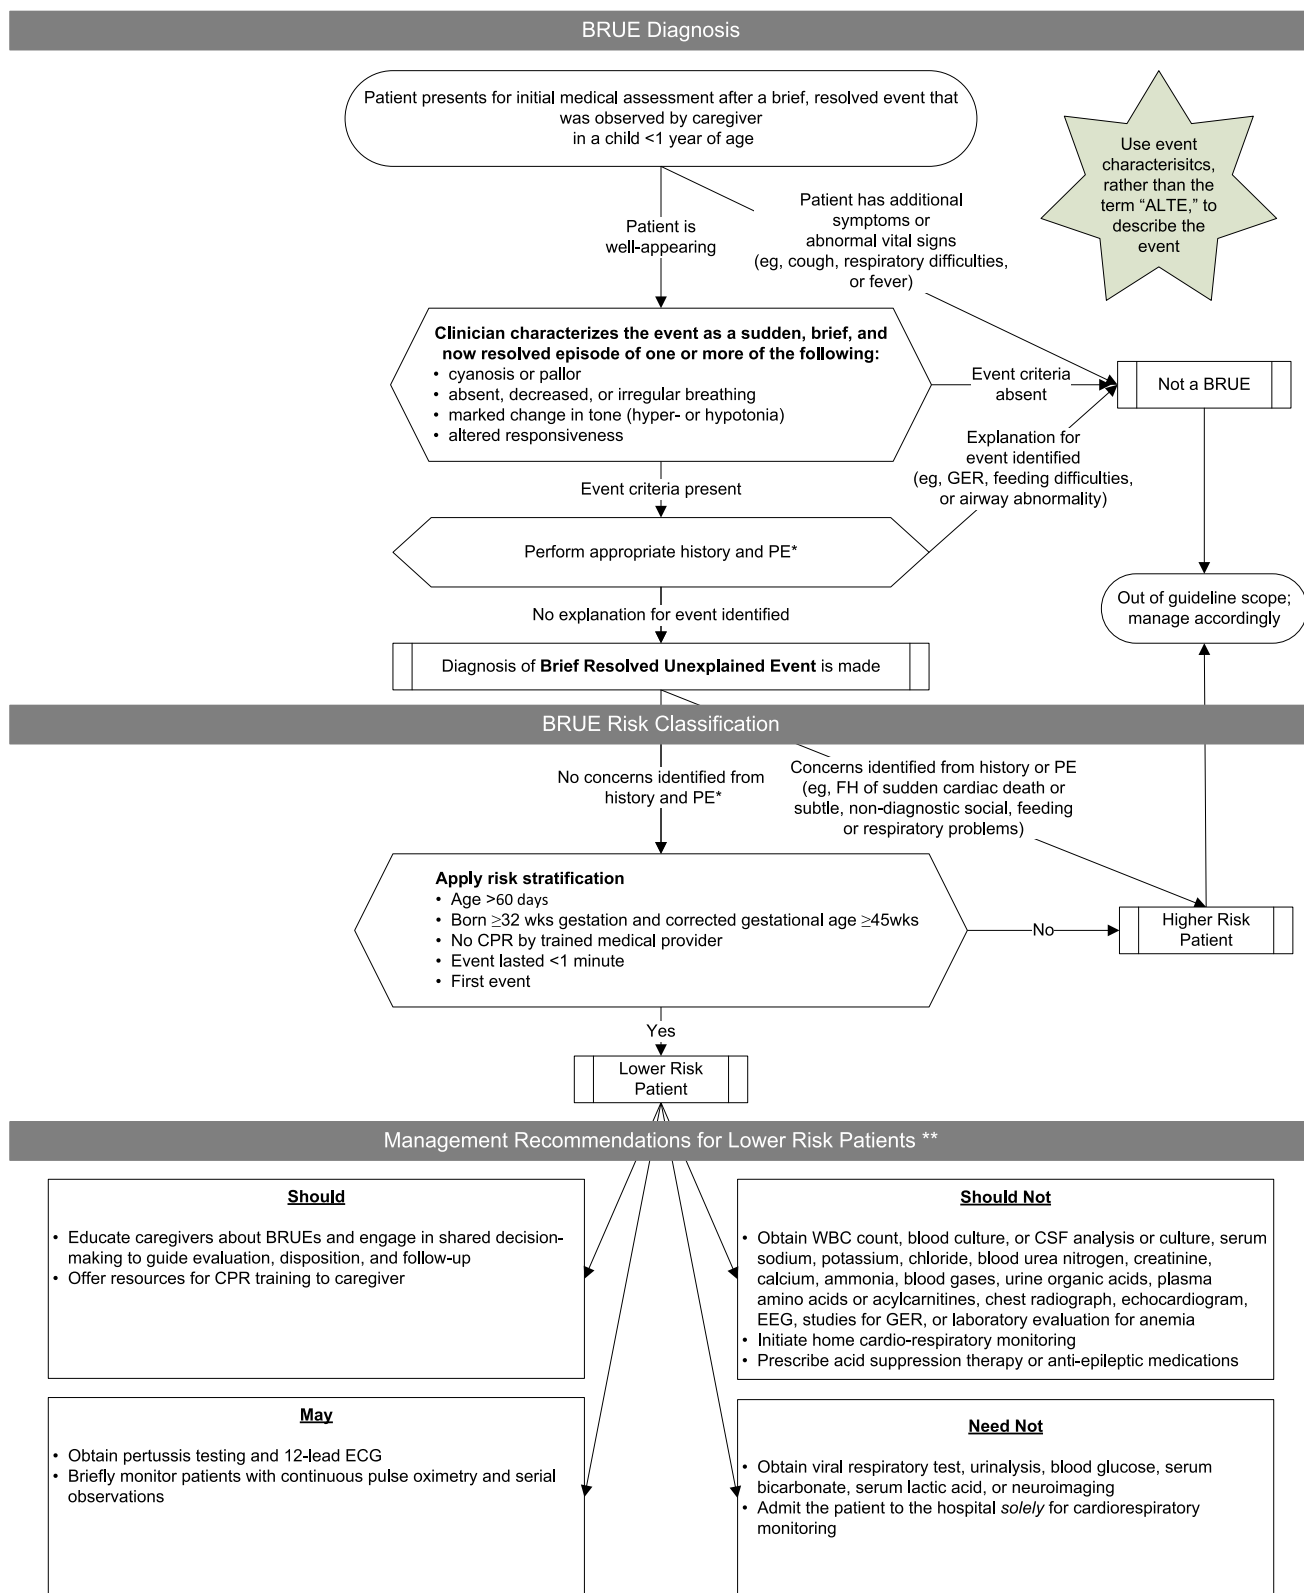 BRUE Diagnosis
Patient presents for initial medical assessment after a brief, resolved event that
was observed by caregiver
in a child <1 year of age
Use event
characterisitcs,
rather than the
term “ALTE,” to
describe the
event
Patient is
well-appearing
Patient has additional
symptoms or
abnormal vital signs
(eg, cough, respiratory difficulties,
or fever)
Clinician characterizes the event as a sudden, brief, and
now resolved episode of one or more of the following:
• cyanosis or pallor
• absent, decreased, or irregular breathing
• marked change in tone (hyper- or hypotonia)
• altered responsiveness
Event criteria
absent
Not a BRUE
Explanation for
event identified
(eg, GER, feeding difficulties,
or airway abnormality)
Event criteria present
Perform appropriate history and PE*
No explanation for event identified
Out of guideline scope;
manage accordingly
Diagnosis of Brief Resolved Unexplained Event is made
BRUE Risk Classification
No concerns identified from
history and PE*
Concerns identified from history or PE
(eg, FH of sudden cardiac death or
subtle, non-diagnostic social, feeding
or respiratory problems)
Apply risk stratification
• Age >60 days
• Born ≥32 wks gestation and corrected gestational age ≥45wks
• No CPR by trained medical provider
• Event lasted <1 minute
• First event
No
Higher Risk
Patient
Yes
Lower Risk
Patient
Management Recommendations for Lower Risk Patients **
Should
• Educate caregivers about BRUEs and engage in shared decision-
making to guide evaluation, disposition, and follow-up
• Offer resources for CPR training to caregiver
Should Not
• Obtain WBC count, blood culture, or CSF analysis or culture, serum
sodium, potassium, chloride, blood urea nitrogen, creatinine,
calcium, ammonia, blood gases, urine organic acids, plasma
amino acids or acylcarnitines, chest radiograph, echocardiogram,
EEG, studies for GER, or laboratory evaluation for anemia
• Initiate home cardio-respiratory monitoring
• Prescribe acid suppression therapy or anti-epileptic medications
May
• Obtain pertussis testing and 12-lead ECG
• Briefly monitor patients with continuous pulse oximetry and serial
observations
Need Not
• Obtain viral respiratory test, urinalysis, blood glucose, serum
bicarbonate, serum lactic acid, or neuroimaging
• Admit the patient to the hospital solely for cardiorespiratory
monitoring